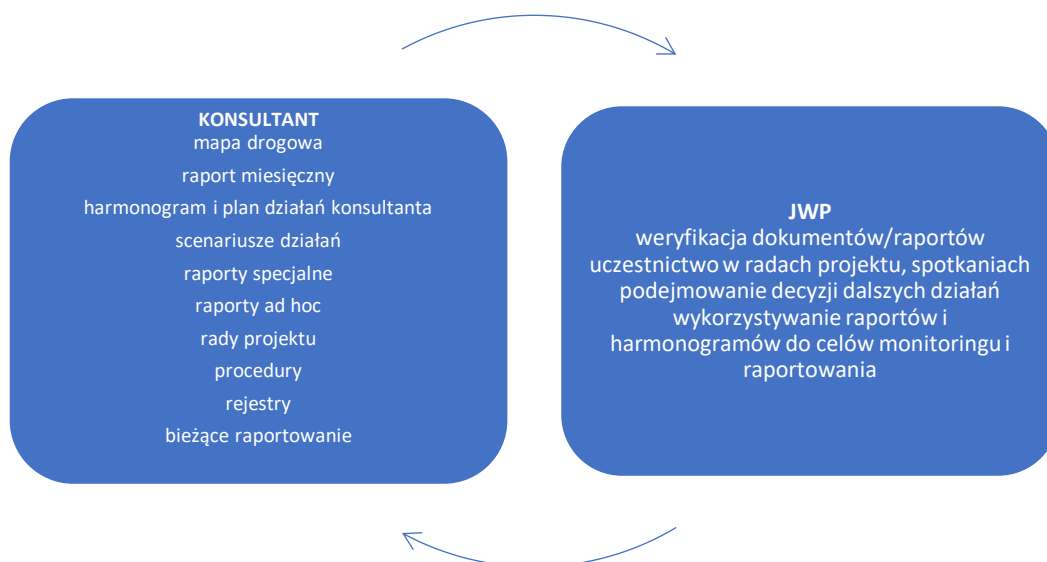 KONSULTANT
mapa drogowa
raport miesięczny
harmonogram i plan działań konsultanta
scenariusze działań
raporty specjalne
raporty ad hoc
rady projektu
procedury
rejestry
bieżące raportowanie
JWP
weryfikacja dokumentów/raportów
uczestnictwo w radach projektu, spotkaniach
podejmowanie decyzji dalszych działań
wykorzystywanie raportów i
harmonogramów do celów monitoringu i
raportowania